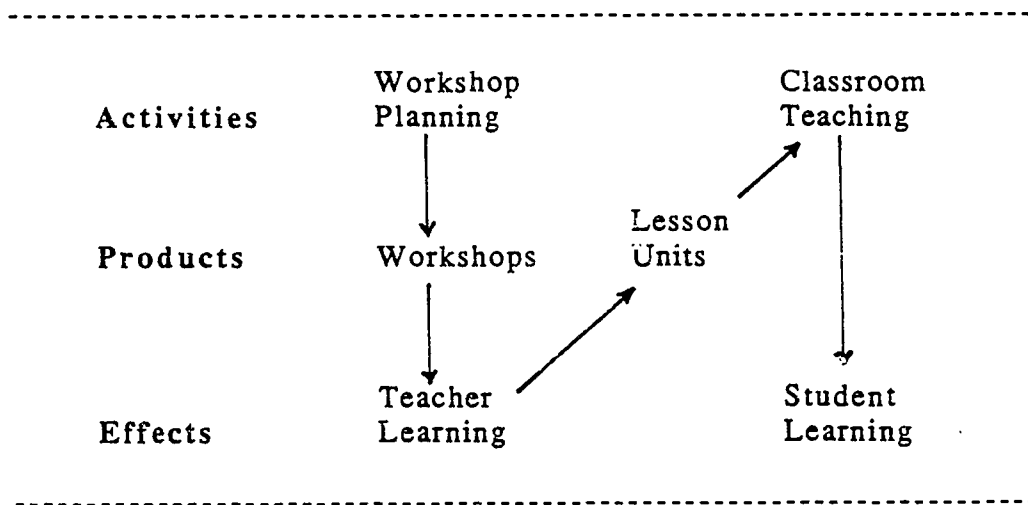 Workshop Classroom
Activities Planning Teaching
Lesson
Products Workshops Units
Teacher Student
Effects Learning Learning